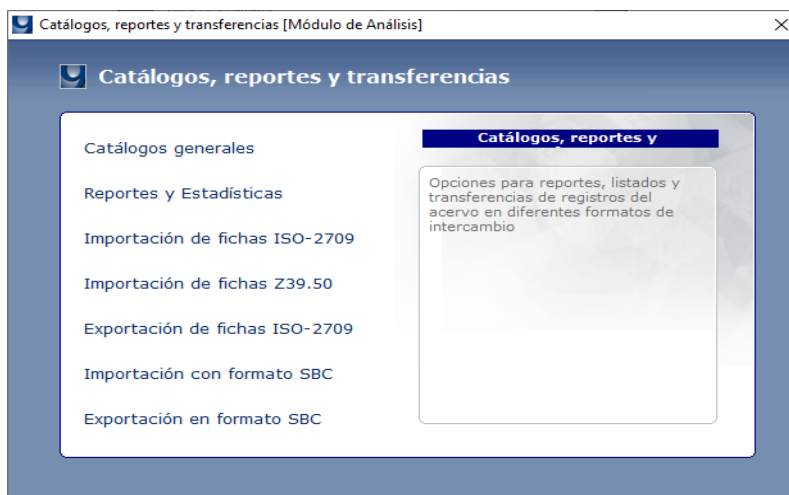 Catálogos, reportes y transferencias [Módulo de Análisis]
Catálogos, reportes y transferencias
Catálogos generales
Reportes y Estadísticas
Importación de fichas ISO-2709
Importación de fichas Z39.50
Exportación de fichas ISO-2709
Importación con formato SBC
Exportación en formato SBC
Catálogos, reportes y
Opciones para reportes, listados y
transferencias de registros del
acervo en diferentes formatos de
intercambio